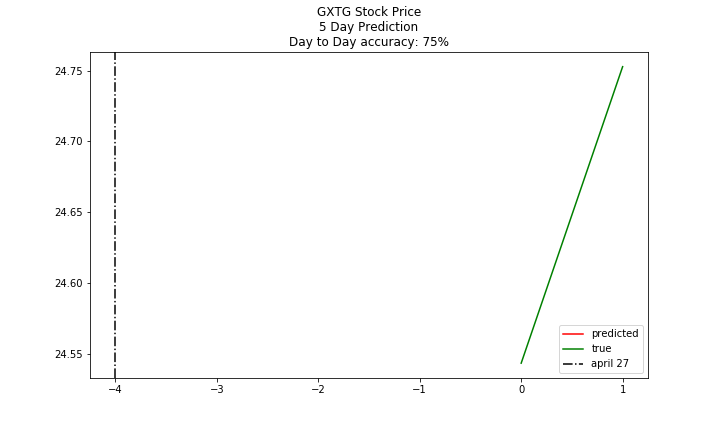 GXTG Stock Price
5 Day Prediction
Day to Day accuracy: 75%
24.75
24.70
24.65
24.60
24.55
−4
−3
−2
−1
0
1
predicted
true
april 27